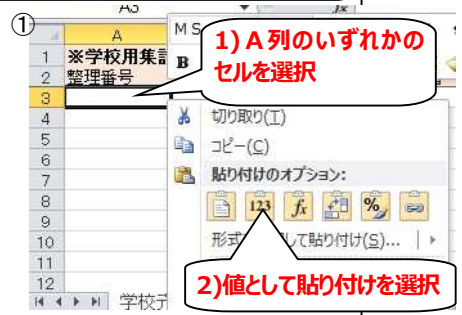 ①
A3
fx
M S
A
1) A 列のいずれかの
セルを選択
B
1 ※学校用集
2 整理番号
3
4
5
6
7
8
9
10
11
12
切り取り(T)
コピー(C)
貼り付けのオプション:
123 fx %
形式 して貼り付け(S)...
2)値として貼り付けを選択
学校